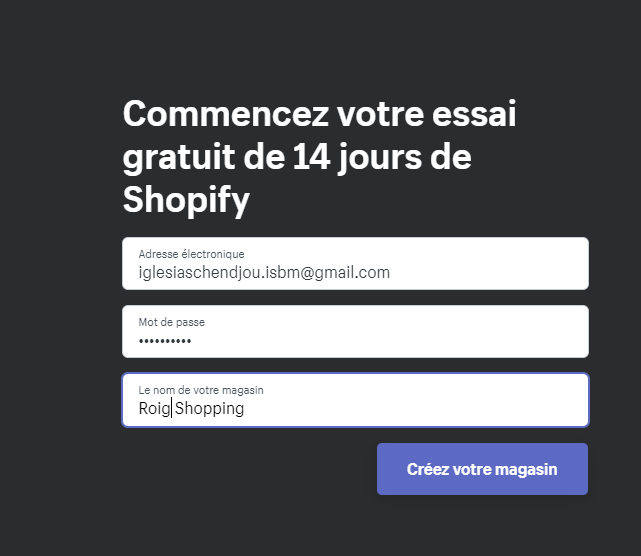 Commencez votre essai
gratuit de 14 jours de
Shopify
Adresse électronique
iglesiaschendjou.isbm@gmail.com
Mot de passe
••••••••••
Le nom de votre magasin
Roig Shopping
Créez votre magasin